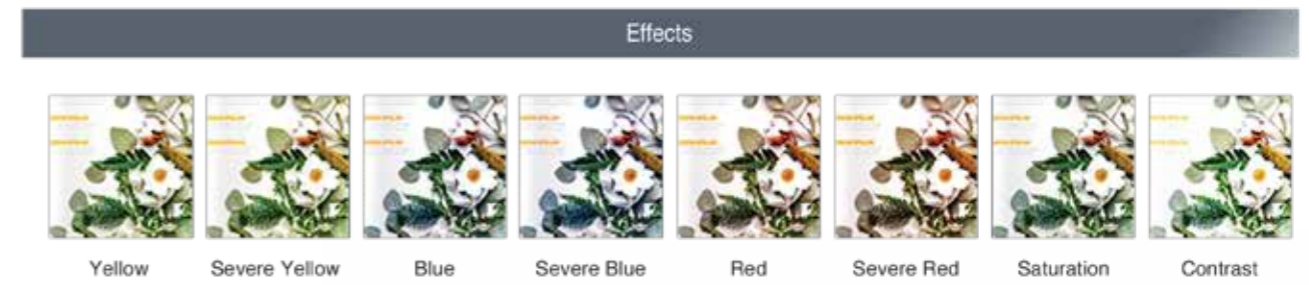 Effects
Yellow
Severe Yellow
Blue
Severe Blue
Red
Severe Red
Saturation
Contrast